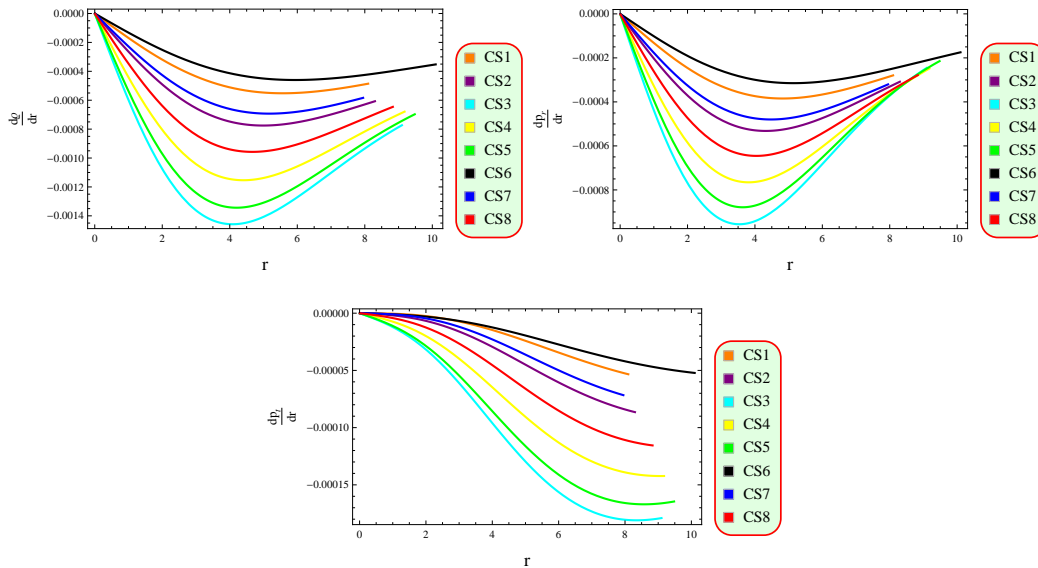 0.0000
−0.0002
−0.0004
−0.0006
−0.0008
−0.0010
−0.0012
−0.0014
dϱ
dr
0 2 4 6 8 10
r
CS1
CS2
CS3
CS4
CS5
CS6
CS7
CS8
0.0000
−0.0002
−0.0004
−0.0006
−0.0008
dpr
dr
0 2 4 6 8 10
r
CS1
CS2
CS3
CS4
CS5
CS6
CS7
CS8
0.00000
−0.00005
−0.00010
−0.00015
dpt
dr
0 2 4 6 8 10
r
CS1
CS2
CS3
CS4
CS5
CS6
CS7
CS8